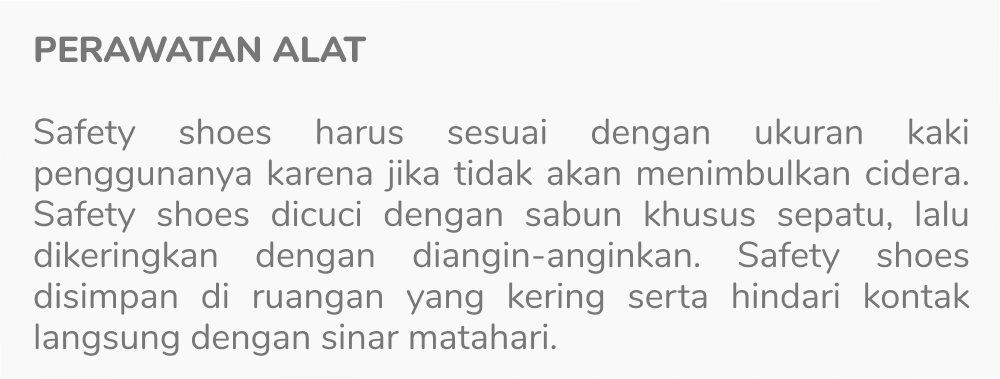 PERAWATAN ALAT
Safety shoes harus sesuai dengan ukuran kaki
penggunanya karena jika tidak akan menimbulkan cidera.
Safety shoes dicuci dengan sabun khusus sepatu, lalu
dikeringkan dengan diangin-anginkan. Safety shoes
disimpan di ruangan yang kering serta hindari kontak
langsung dengan sinar matahari.